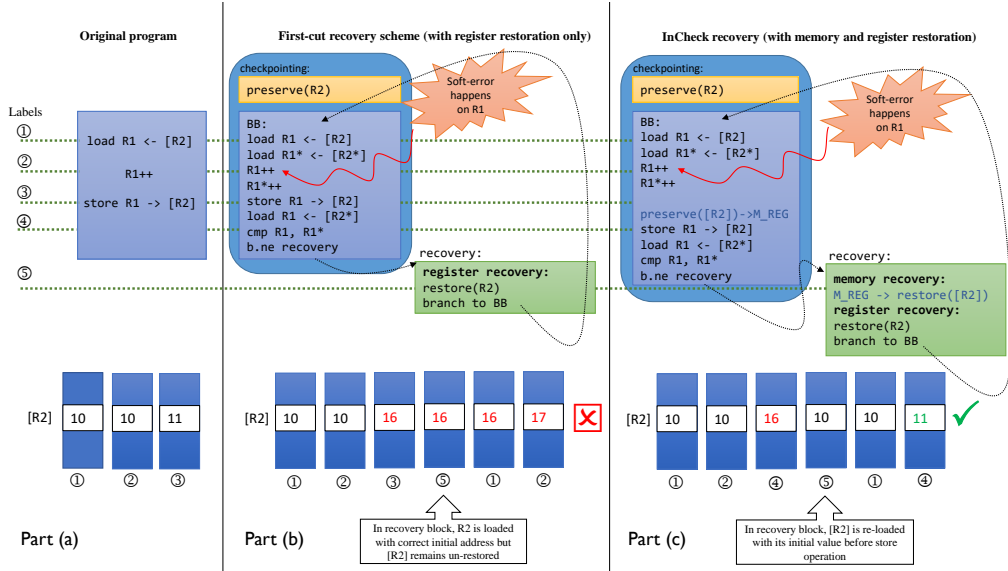 Original program
First-cut recovery scheme (with register restoration only)
InCheck recovery (with memory and register restoration)
Labels
①
②
③
④
⑤
load R1 <- [R2]
R1++
store R1 -> [R2]
checkpointing:
preserve(R2)
BB:
load R1 <- [R2]
load R1* <- [R2*]
R1++
R1*++
store R1 -> [R2]
load R1 <- [R2*]
cmp R1, R1*
b.ne recovery
Soft-error
happens
on R1
recovery:
register recovery:
restore(R2)
branch to BB
checkpointing:
preserve(R2)
BB:
load R1 <- [R2]
load R1* <- [R2*]
R1++
R1*++
preserve([R2])->M_REG
store R1 -> [R2]
load R1 <- [R2*]
cmp R1, R1*
b.ne recovery
Soft-error
happens
on R1
recovery:
memory recovery:
M_REG -> restore([R2])
register recovery:
restore(R2)
branch to BB
[R2] 10 10 11
① ② ③
[R2] 10 10 16 16 16 17
① ② ③ ⑤ ① ②
[R2] 10 10 16 10 10 11
① ② ④ ⑤ ① ④
In recovery block, R2 is loaded
with correct initial address but
[R2] remains un-restored
In recovery block, [R2] is re-loaded
with its initial value before store
operation
Part (a)
Part (b)
Part (c)